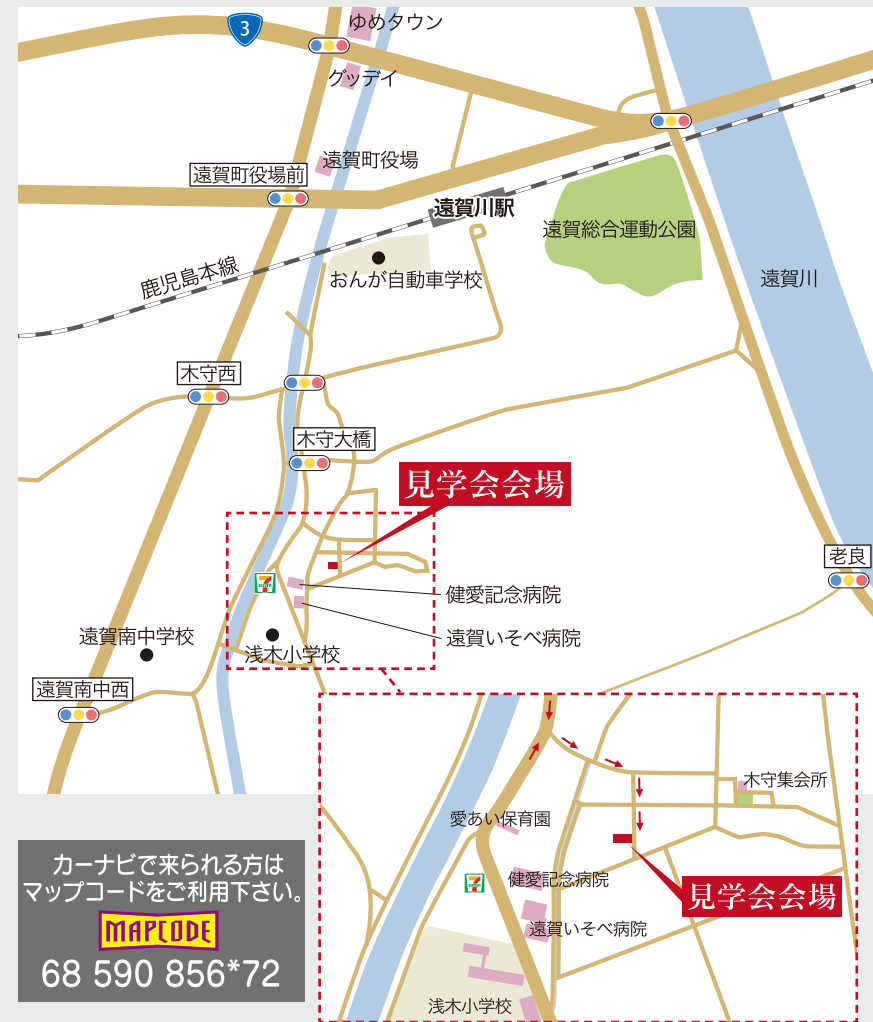 3
ゆめタウン
グッデイ
遠賀町役場
遠賀町役場前
遠賀川駅
遠賀総合運動公園
鹿児島本線
おんが自動車学校
遠賀川
木守西
木守大橋
見学会会場
老良
健愛記念病院
遠賀いそべ病院
遠賀南中学校
浅木小学校
遠賀南中西
木守集会所
愛あい保育園
健愛記念病院
見学会会場
遠賀いそべ病院
浅木小学校
カーナビで来られる方は
マップコードをご利用下さい。
MAPCODE
68 590 856*72